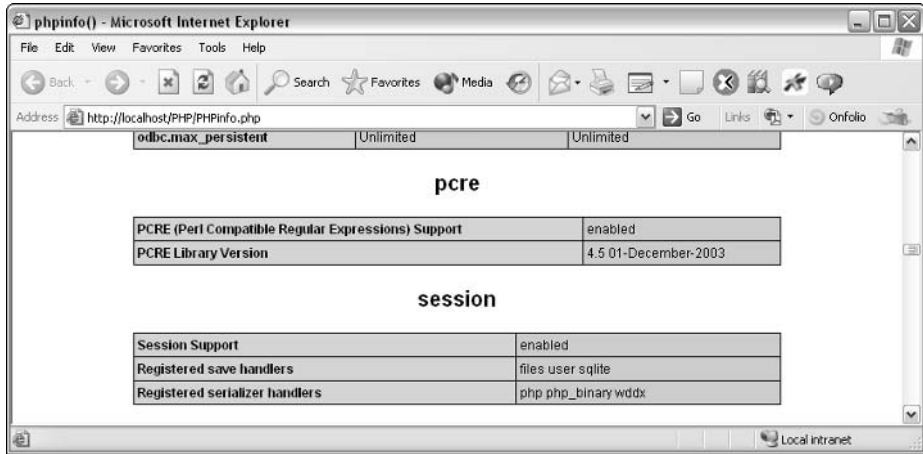 phpinfo() - Microsoft Internet Explorer
File Edit View Favorites Tools Help
Back Search Favorites Media
Address http://localhost/PHP/PHPinfo.php Go Links Onfolio
odbc.max_persistent Unlimited Unlimited
pcre
PCRE (Perl Compatible Regular Expressions) Support enabled
PCRE Library Version 4.5 01-December-2003
session
Session Support enabled
Registered save handlers files user sqlite
Registered serializer handlers php php_binary wddx
Local intranet